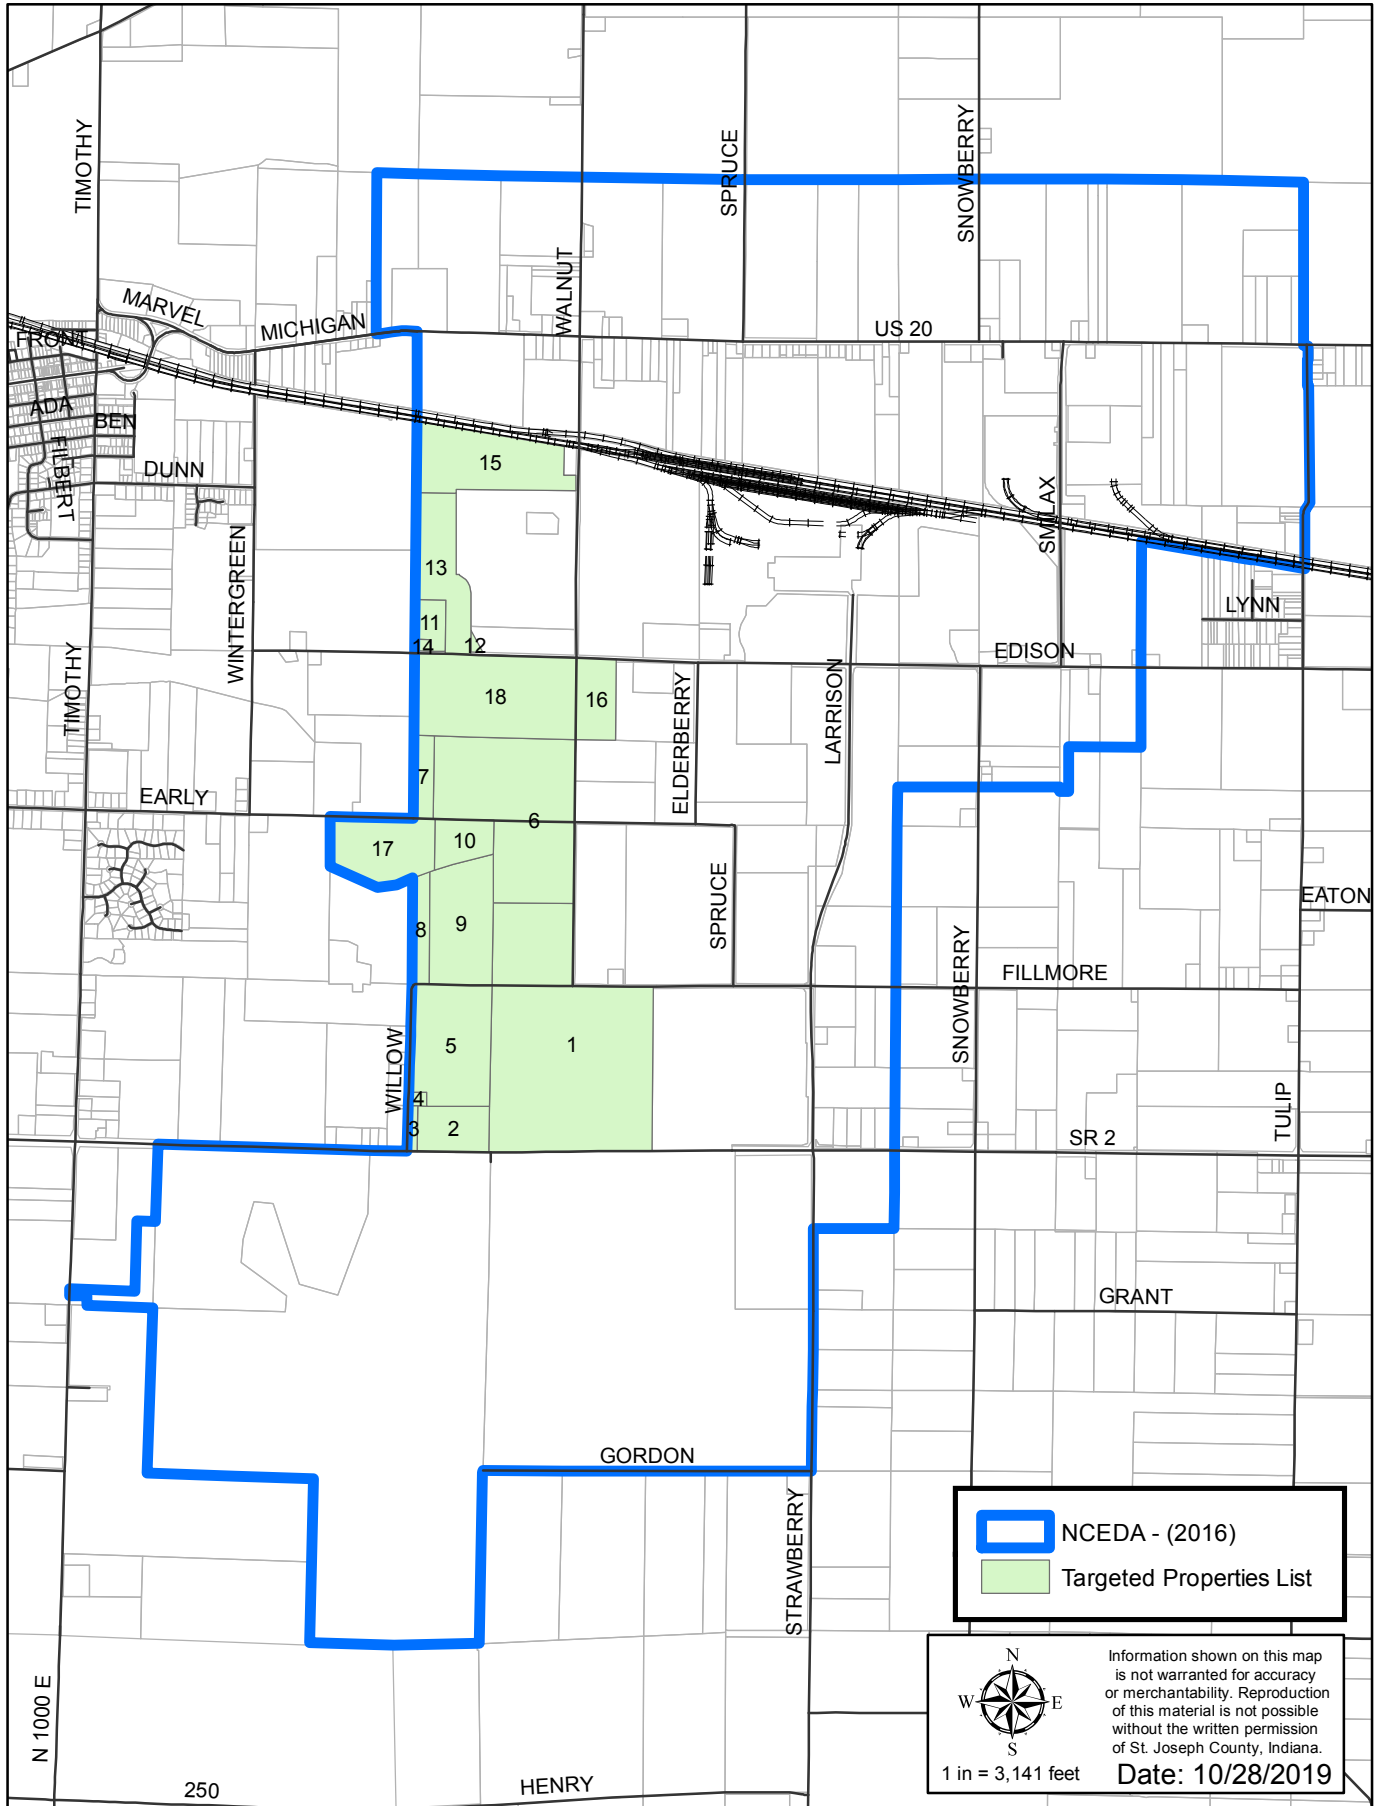 TIMOTHY
SPRUCE
SNOWBERRY
WALNUT
MARVEL
MICHIGAN
US 20
FRONT
ADA
BEN
FILBERT
DUNN
15
SMILAX
13
WINTERGREEN
11
14
12
LYNN
EDISON
TIMOTHY
18
16
ELDERBERRY
LARRISON
7
EARLY
6
17
10
8
9
SPRUCE
SNOWBERRY
EATON
FILLMORE
WILLOW
5
1
4
3
2
TULIP
SR 2
GRANT
GORDON
STRAWBERRY
NCEDA - (2016)
Targeted Properties List
N 1000 E
250
HENRY
N
W
E
S
1 in = 3,141 feet
Information shown on this map
is not warranted for accuracy
or merchantability. Reproduction
of this material is not possible
without the written permission
of St. Joseph County, Indiana.
Date: 10/28/2019